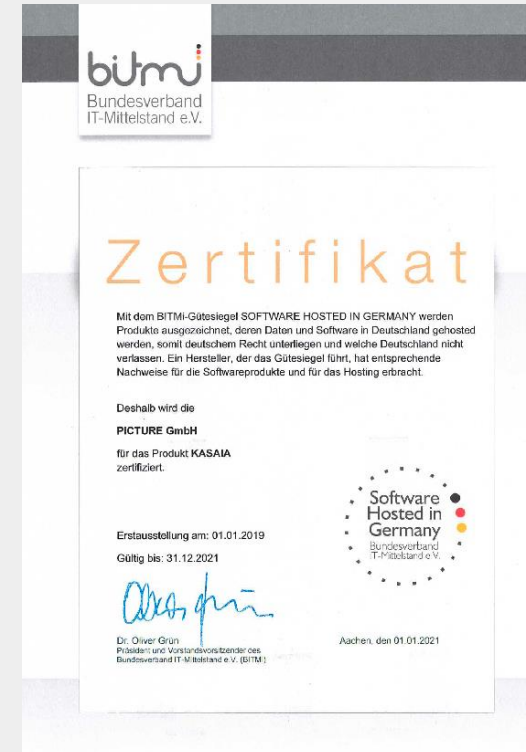 bitmi
Bundesverband
IT-Mittelstand e.V.
Zertifikat
Mit dem BITMi-Gütesiegel SOFTWARE HOSTED IN GERMANY werden
Produkte ausgezeichnet, deren Daten und Software in Deutschland gehosted
werden, somit deutschem Recht unterliegen und welche Deutschland nicht
verlassen. Ein Hersteller, der das Gütesiegel führt, hat entsprechende
Nachweise für die Softwareprodukte und für das Hosting erbracht.
Deshalb wird die
PICTURE GmbH
für das Produkt KASAIA
zertifiziert.
Software
Hosted in
Germany
Bundesverband
IT-Mittelstand e.V.
Erstausstellung am: 01.01.2019
Gültig bis: 31.12.2021
Dr. Oliver Grün
Präsident und Vorstandsvorsitzender des
Bundesverband IT-Mittelstand e.V. (BITMi)
Aachen, den 01.01.2021